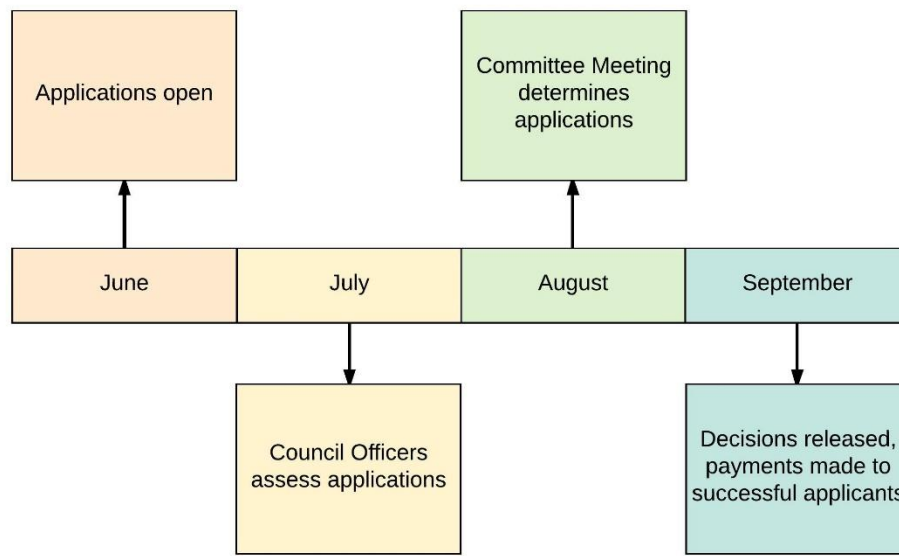 Applications open
Committee Meeting
determines
applications
June
July
August
September
Council Officers
assess applications
Decisions released,
payments made to
successful applicants